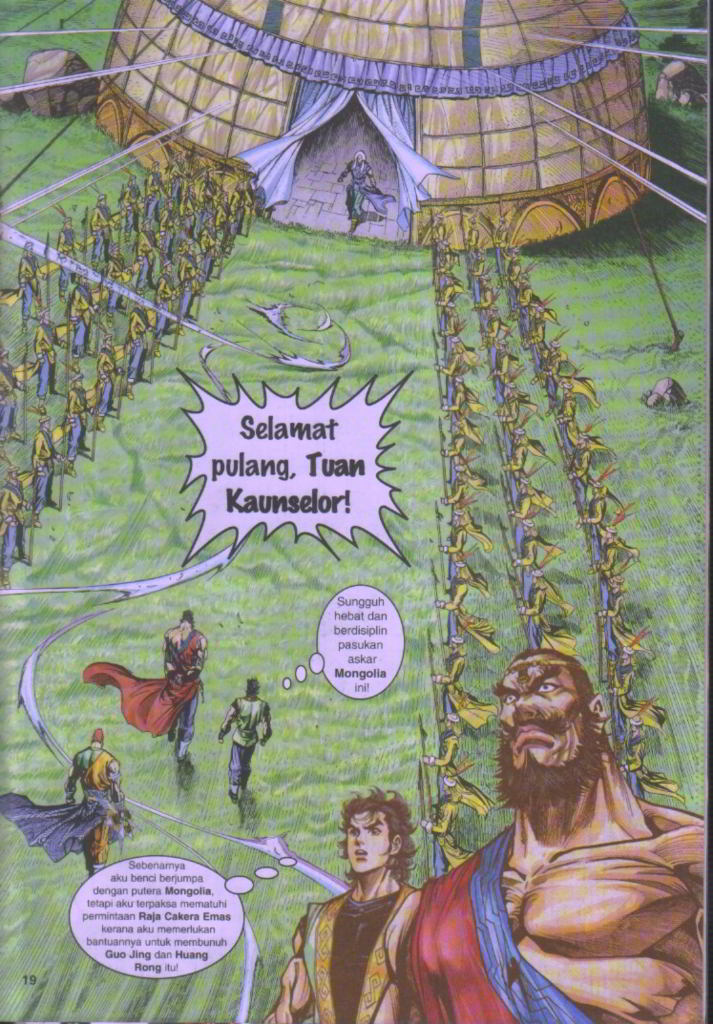 Selamat
pulang, Tuan
Kaunselor!
Sungguh
hebat dan
berdisiplin
pasukan
askar
Mongolia
ini!
Sebenarnya
aku benci berjumpa
dengan putera Mongolia,
tetapi aku terpaksa mematuhi
permintaan Raja Cakera Emas
kerana aku memerlukan
bantuannya untuk membunuh
Guo Jing dan Huang
Rong itu!
19